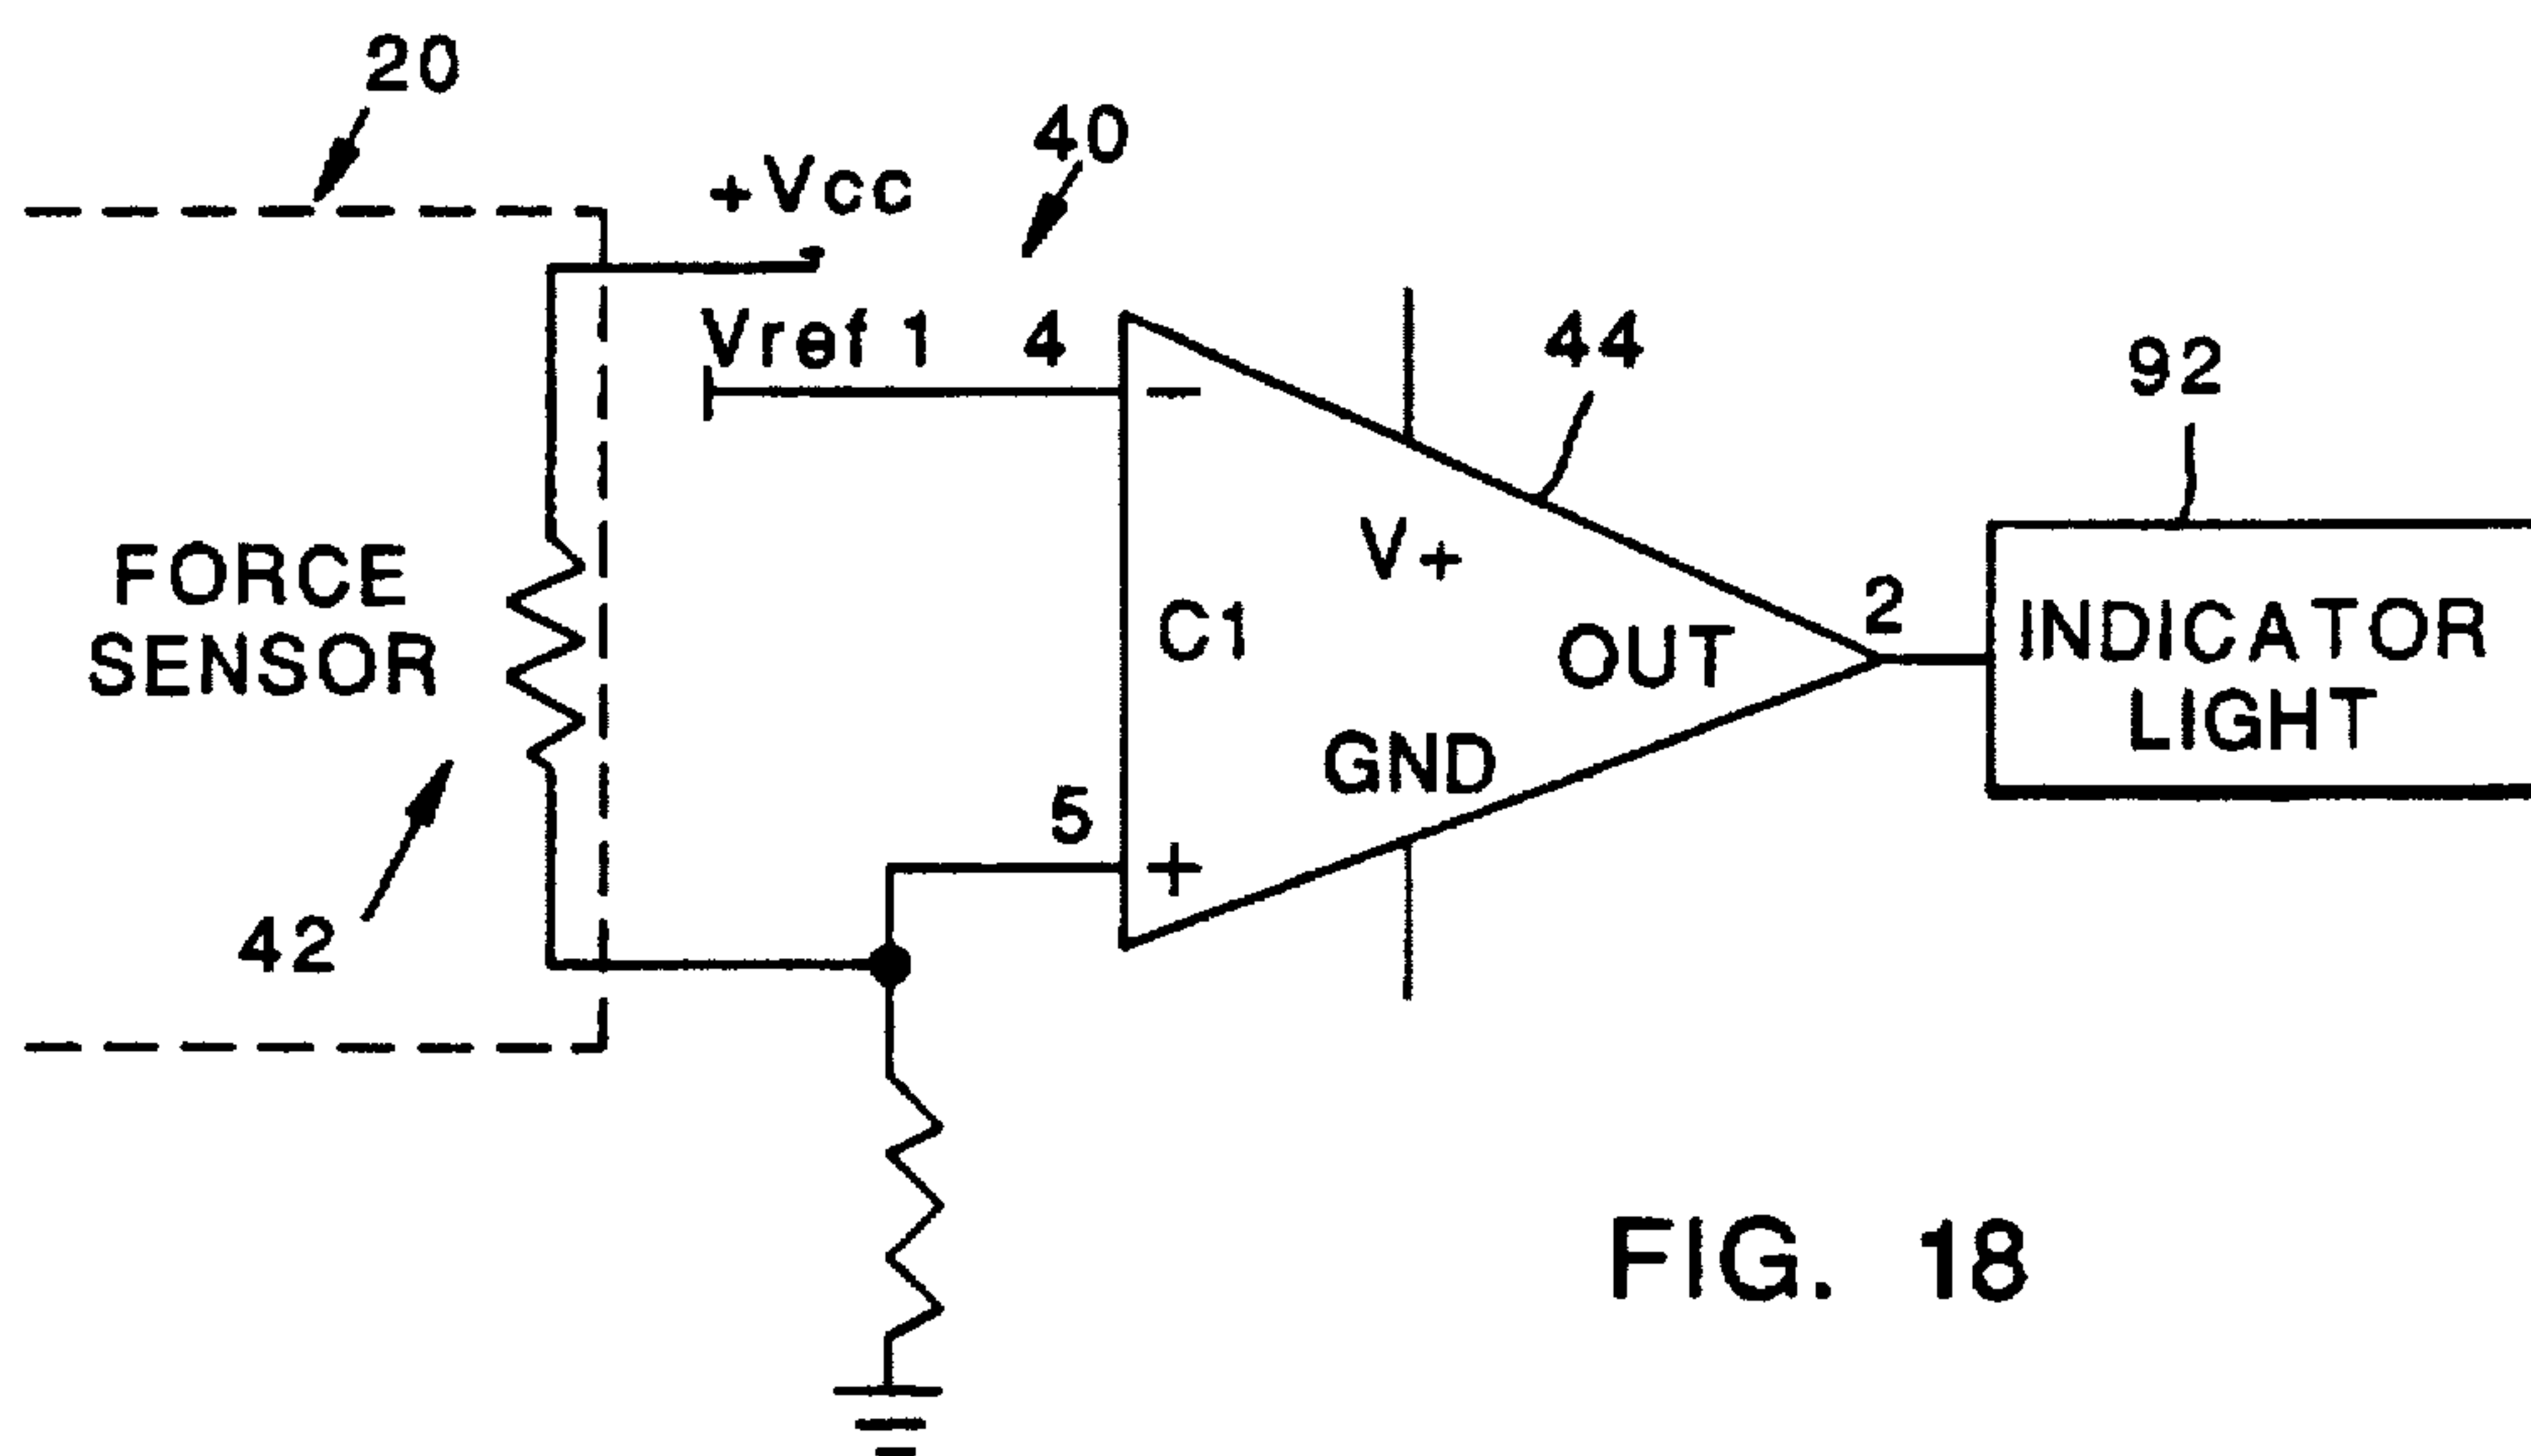 20
40
+Vcc
Vref 1
4
44
92
−
V+
FORCE
SENSOR
C1
2
OUT
INDICATOR
LIGHT
GND
5
+
42
FIG. 18